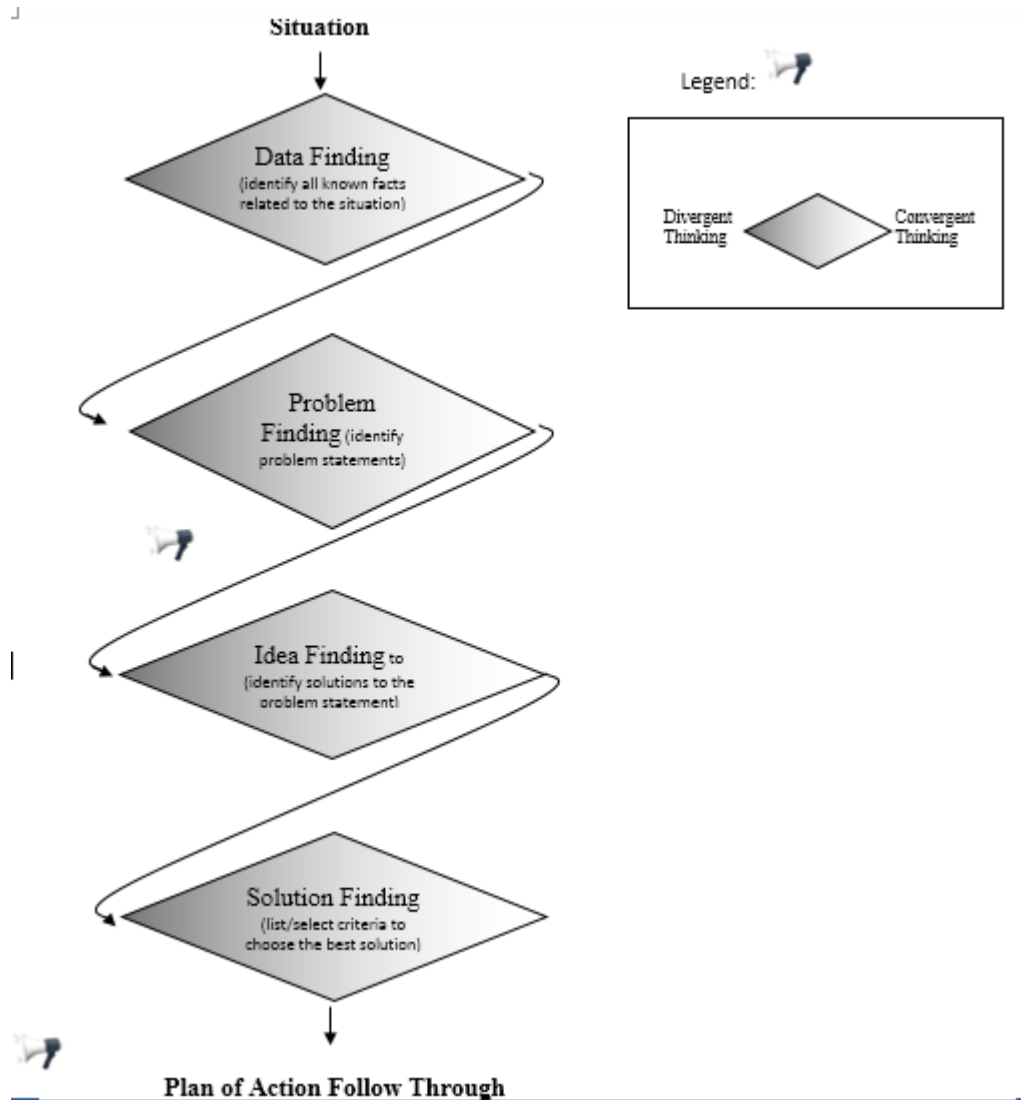 Situation
Legend:
Data Finding
(identify all known facts
related to the situation)
Divergent
Thinking
Convergent
Thinking
Problem
Finding (identify
problem statements)
Idea Finding to
(identify solutions to the
problem statement)
Solution Finding
(list/select criteria to
choose the best solution)
Plan of Action Follow Through